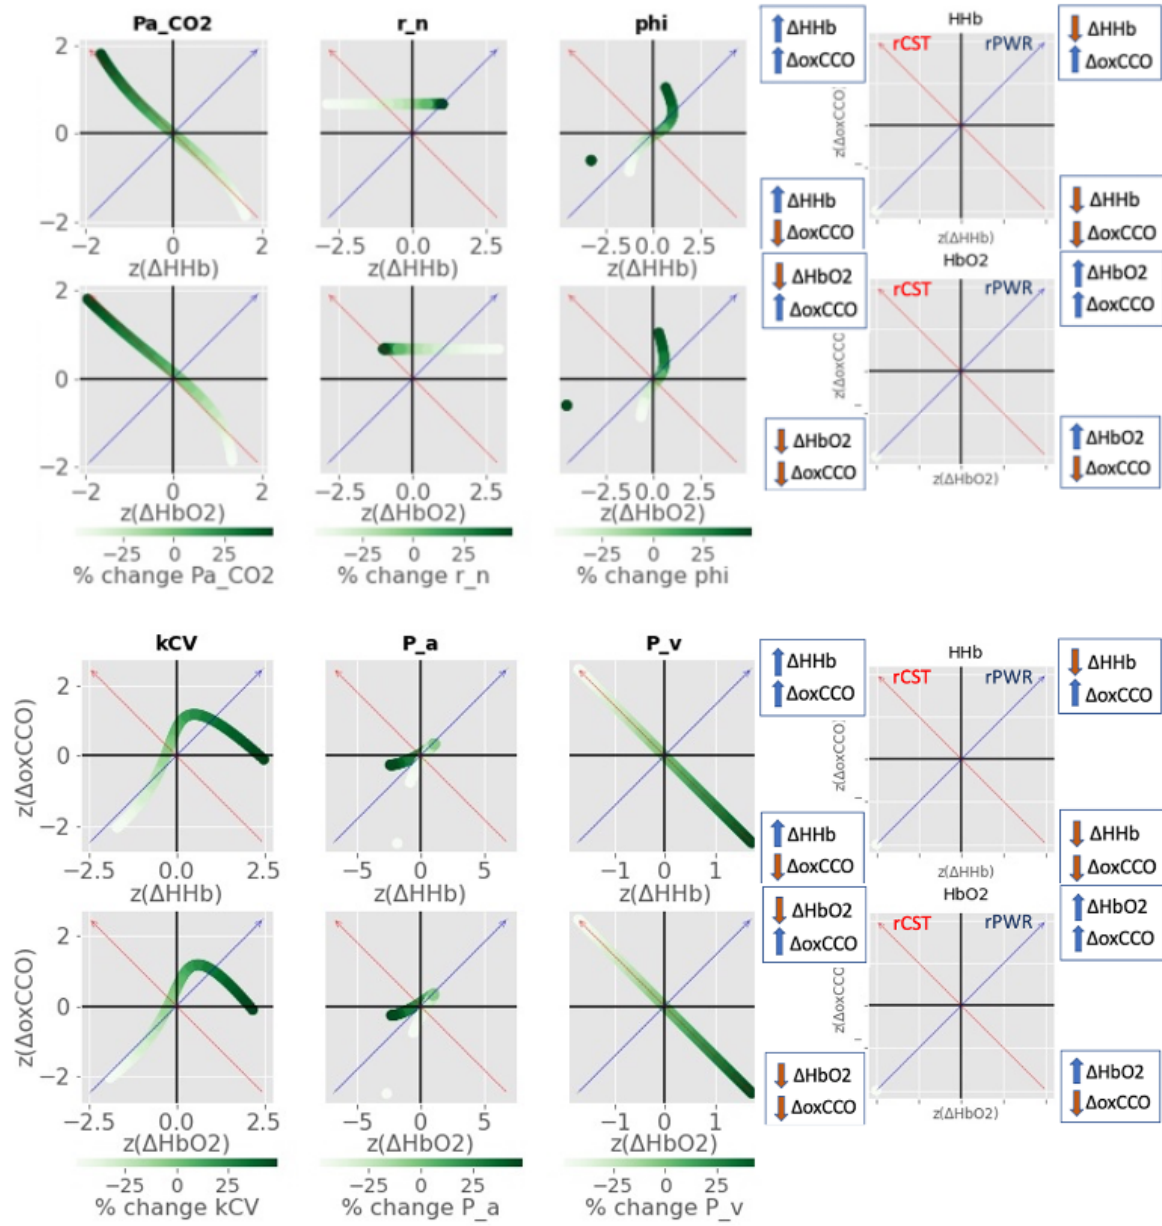 Pa_CO2
r_n
phi
ΔHHb
ΔoxCCO
HHb
ΔHHb
ΔoxCCO
rCST
rPWR
2
0
−2
z(ΔoxCCO)
−2 0 2
−2.5 0.0 2.5
−2.5 0.0 2.5
z(ΔHHb)
z(ΔHHb)
z(ΔHHb)
ΔHHb
ΔoxCCO
ΔHHb
ΔoxCCO
z(ΔHHb)
HbO2
ΔHbO2
ΔoxCCO
ΔHbO2
ΔoxCCO
rCST
rPWR
2
0
−2
z(ΔoxCCC
−2 0 2
−2.5 0.0 2.5
−2.5 0.0 2.5
z(ΔHbO2)
z(ΔHbO2)
z(ΔHbO2)
ΔHbO2
ΔoxCCO
ΔHbO2
ΔoxCCO
z(ΔHbO2)
−25 0 25
−25 0 25
−25 0 25
% change Pa_CO2
% change r_n
% change phi
kCV
P_a
P_v
ΔHHb
ΔoxCCO
HHb
ΔHHb
ΔoxCCO
rCST
rPWR
z(ΔoxCCO)
2
0
−2
z(ΔoxCCO)
−2.5 0.0 2.5
−5 0 5
−1 0 1
z(ΔHHb)
z(ΔHHb)
z(ΔHHb)
ΔHHb
ΔoxCCO
ΔHHb
ΔoxCCO
z(ΔHHb)
HbO2
ΔHbO2
ΔoxCCO
ΔHbO2
ΔoxCCO
rCST
rPWR
z(ΔoxCCO)
2
0
−2
z(ΔoxCCC
−2.5 0.0 2.5
−5 0 5
−1 0 1
z(ΔHbO2)
z(ΔHbO2)
z(ΔHbO2)
ΔHbO2
ΔoxCCO
ΔHbO2
ΔoxCCO
z(ΔHbO2)
−25 0 25
−25 0 25
−25 0 25
% change kCV
% change P_a
% change P_v